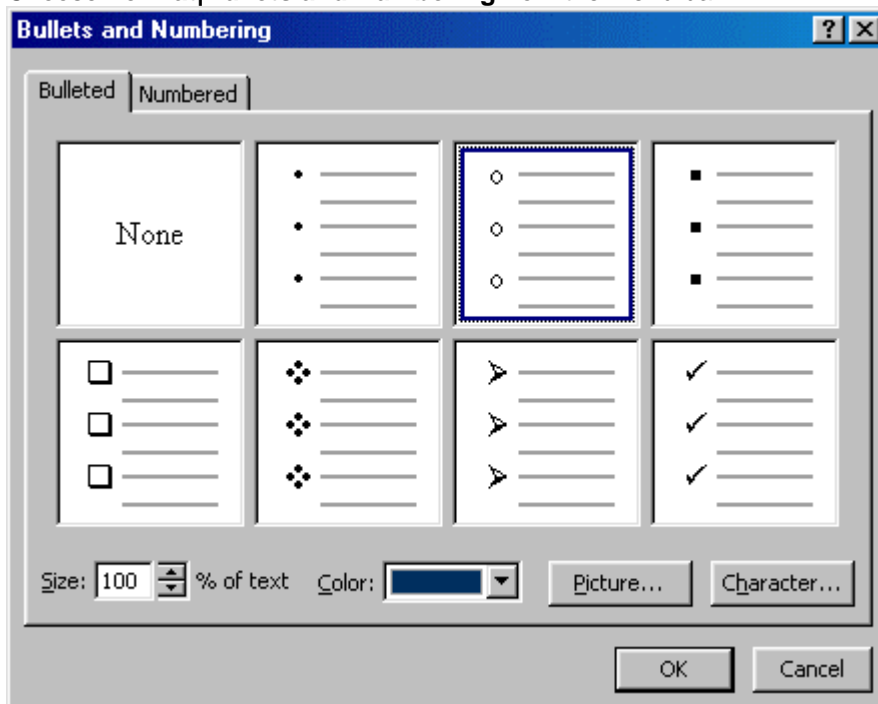 Bullets and Numbering
Bulleted Numbered
None
Size: 100 % of text Color: Picture... Character...
OK Cancel